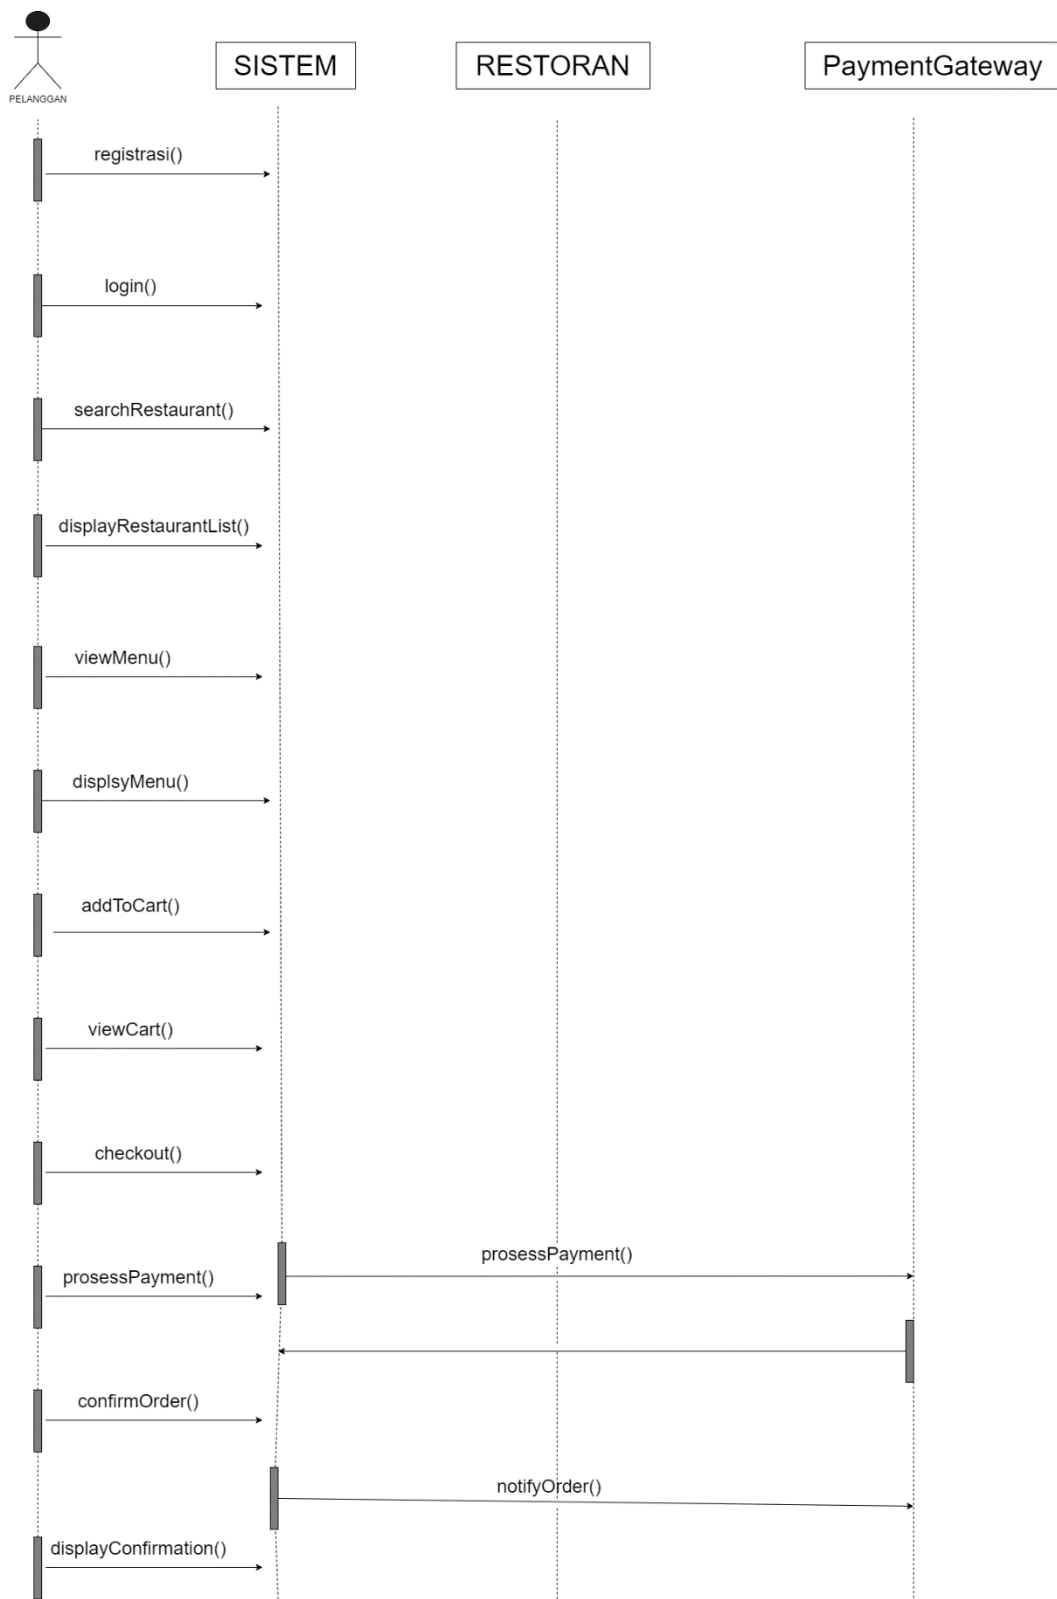 SISTEM
RESTORAN
PaymentGateway
PELANGGAN
registrasi()
login()
searchRestaurant()
displayRestaurantList()
viewMenu()
displsyMenu()
addToCart()
viewCart()
checkout()
prosessPayment()
prosessPayment()
confirmOrder()
notifyOrder()
displayConfirmation()